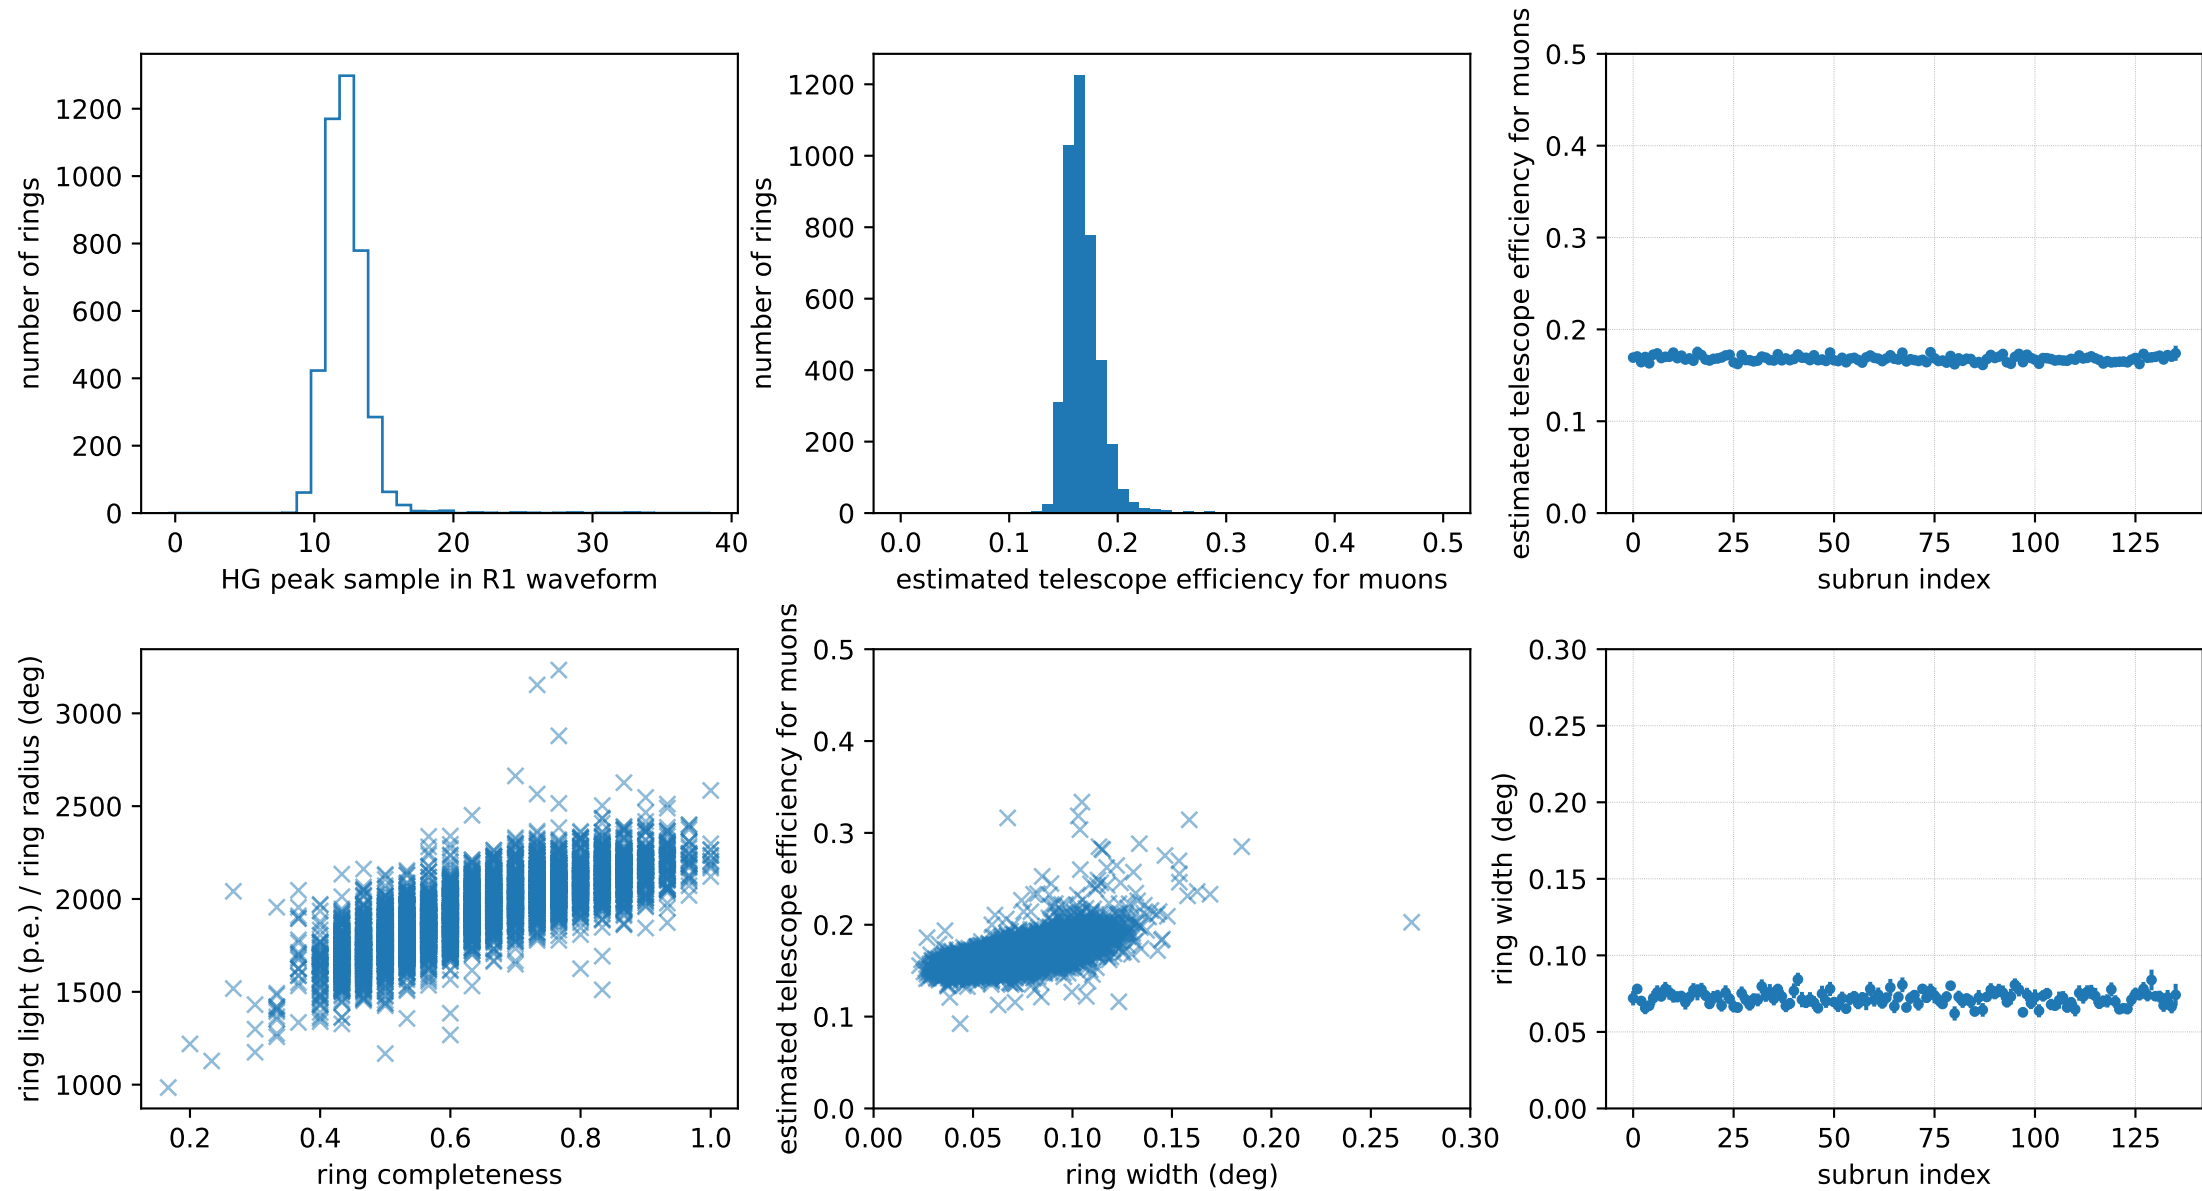 number of rings
1200
1000
800
600
400
200
0
0 10 20 30 40
HG peak sample in R1 waveform
number of rings
1200
1000
800
600
400
200
0
0.0 0.1 0.2 0.3 0.4 0.5
estimated telescope efficiency for muons
estimated telescope efficiency for muons
0.5
0.4
0.3
0.2
0.1
0.0
0 25 50 75 100 125
subrun index
ring light (p.e.) / ring radius (deg)
3000
2500
2000
1500
1000
0.2 0.4 0.6 0.8 1.0
ring completeness
estimated telescope efficiency for muons
0.5
0.4
0.3
0.2
0.1
0.0
0.00 0.05 0.10 0.15 0.20 0.25 0.30
ring width (deg)
ring width (deg)
0.30
0.25
0.20
0.15
0.10
0.05
0.00
0 25 50 75 100 125
subrun index